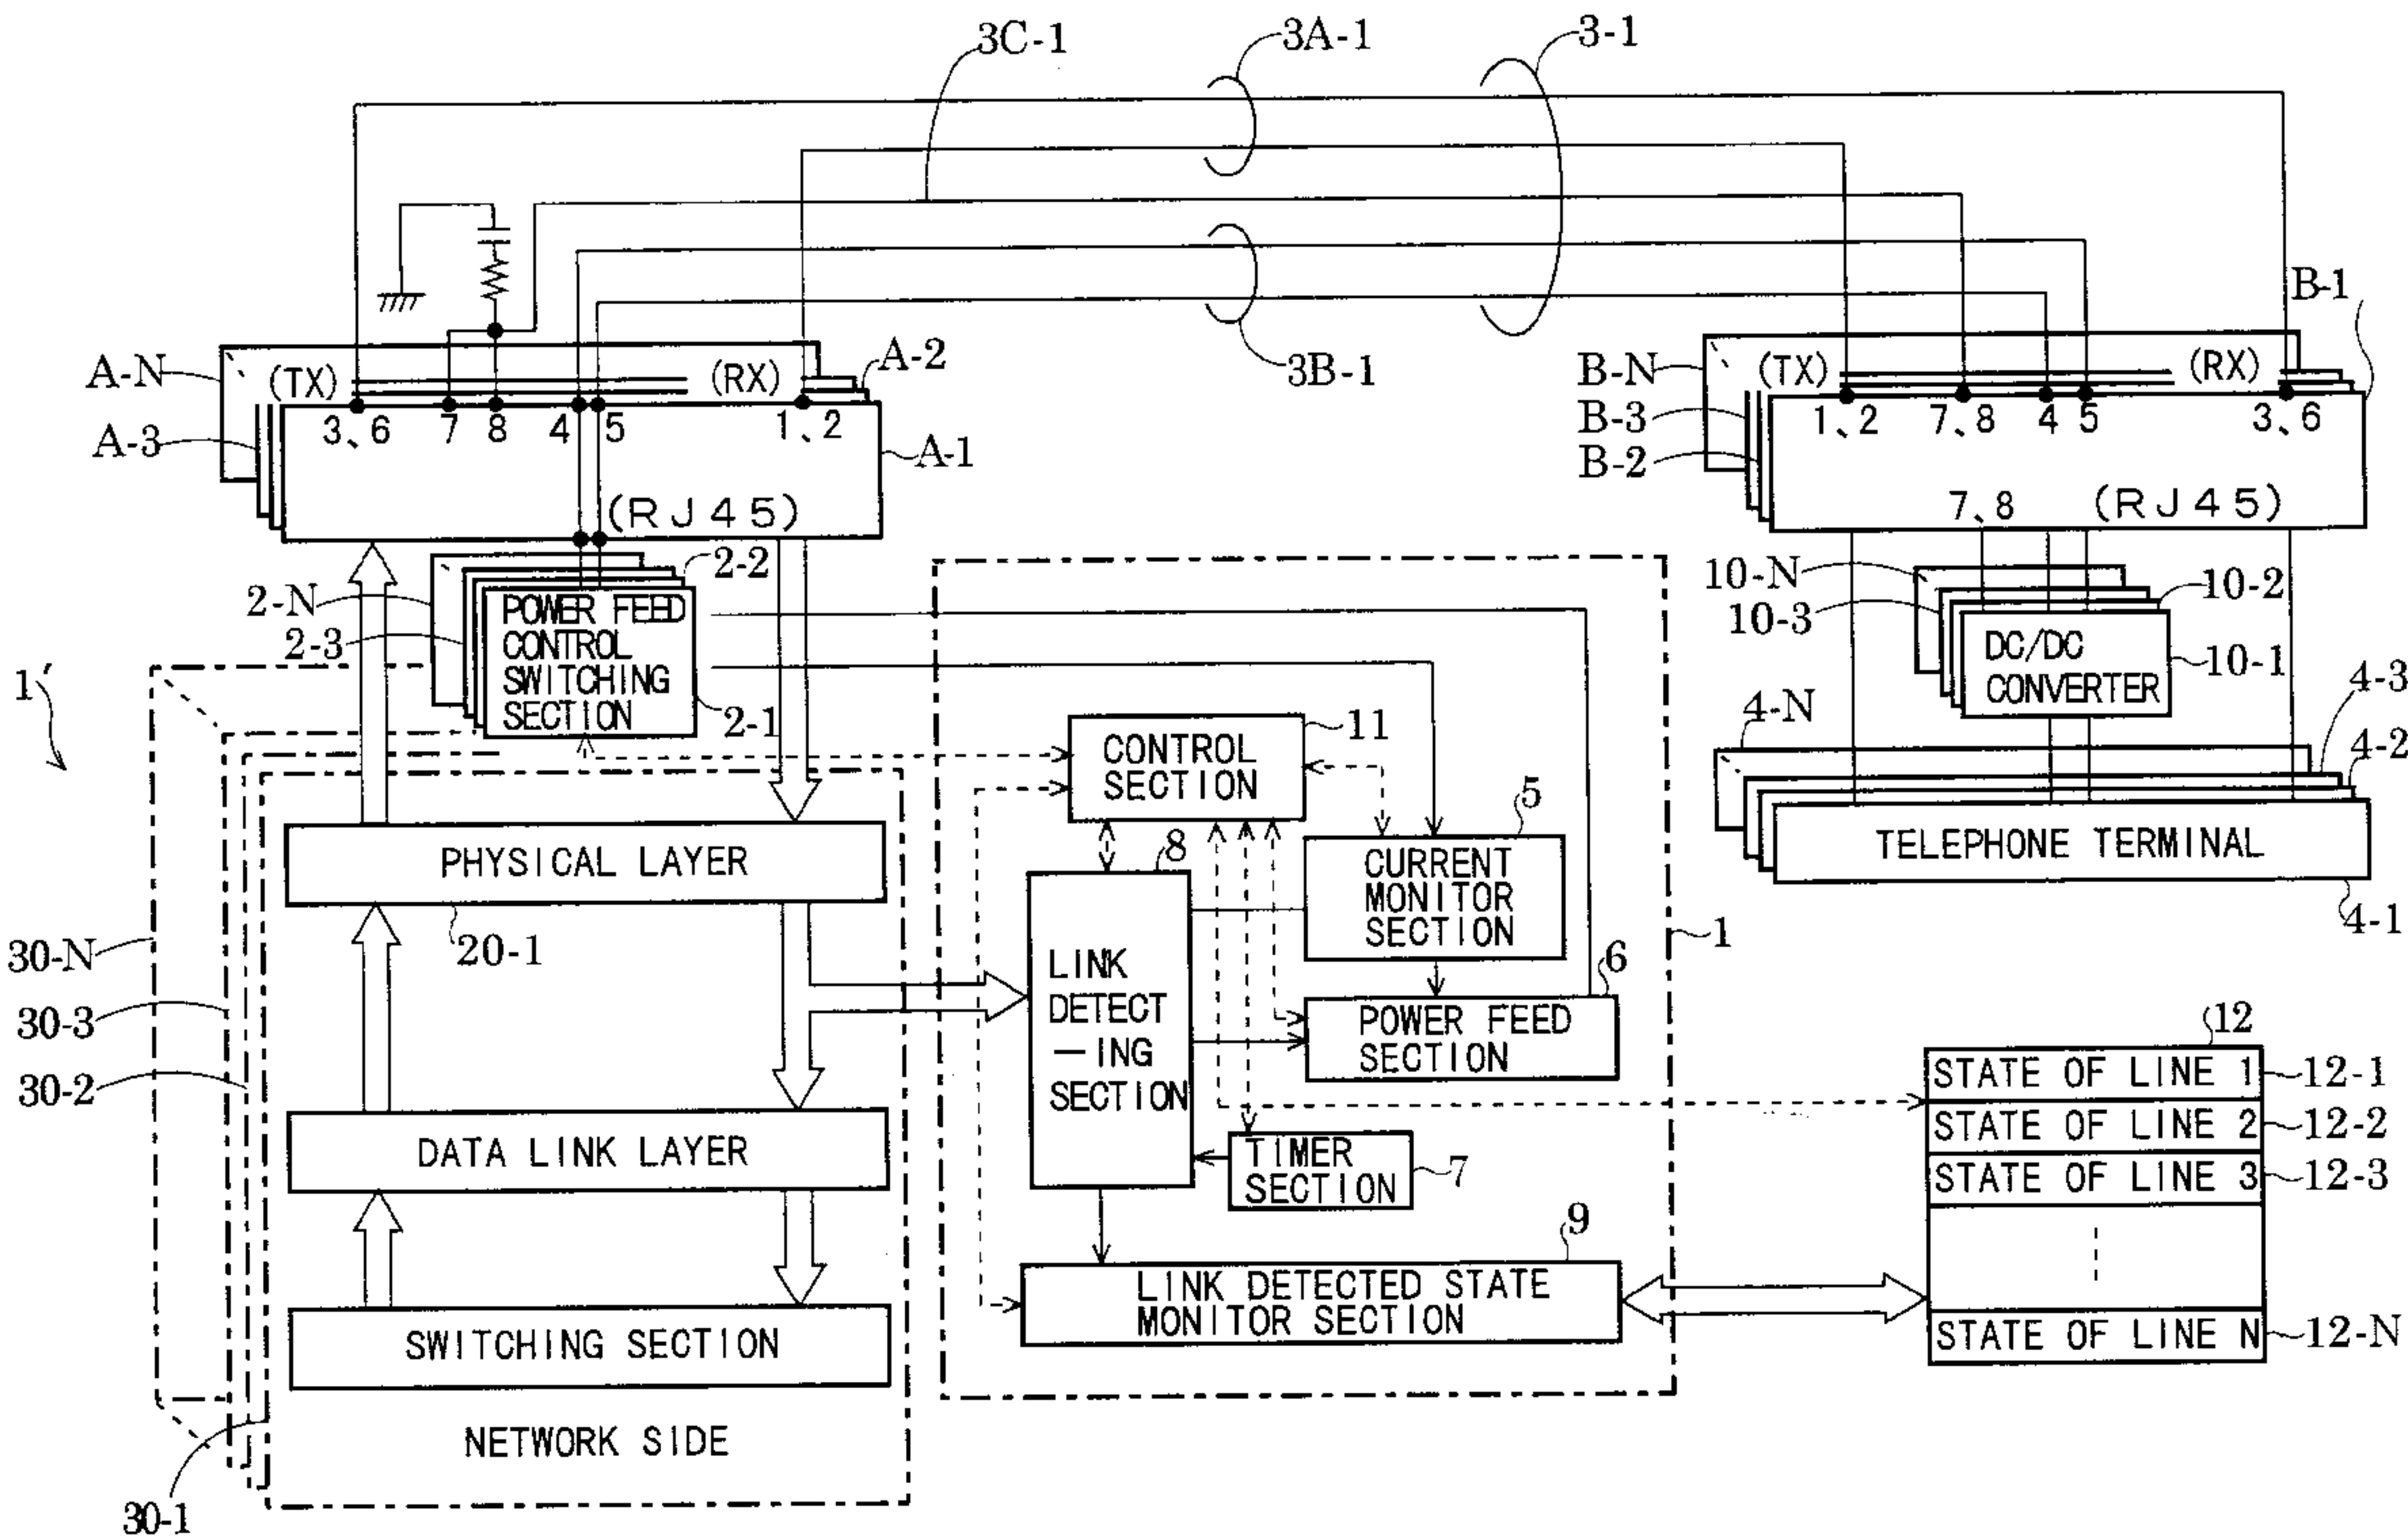 3C-1
3A-1
3-1
3B-1
A-N
(TX)
(RX)
A-2
3、6
7
8
4
5
1、2
A-3
A-1
(RJ45)
B-1
B-N
(TX)
(RX)
B-3
B-2
1、2
7、8
4
5
3、6
7、8
(RJ45)
2-N
2-3
2-2
POWER FEED
CONTROL
SWITCHING
SECTION
2-1
1′
10-N
10-3
10-2
DC/DC
CONVERTER
10-1
4-N
4-3
4-2
TELEPHONE TERMINAL
4-1
CONTROL
SECTION
11
5
CURRENT
MONITOR
SECTION
8
LINK
DETECT
-ING
SECTION
1
6
POWER FEED
SECTION
TIMER
SECTION
7
9
LINK DETECTED STATE
MONITOR SECTION
PHYSICAL LAYER
20-1
30-N
30-3
30-2
DATA LINK LAYER
SWITCHING SECTION
NETWORK SIDE
30-1
12
STATE OF LINE 1
12-1
STATE OF LINE 2
12-2
STATE OF LINE 3
12-3
STATE OF LINE N
12-N